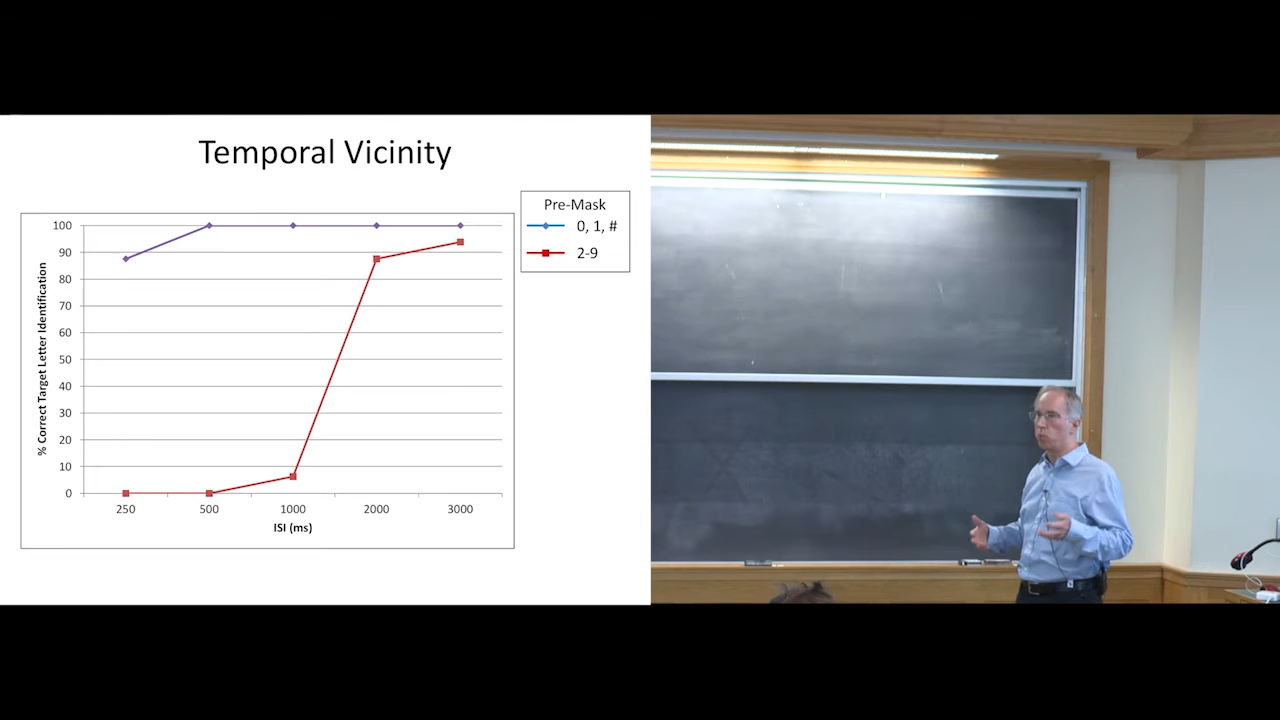 Temporal Vicinity
Pre-Mask
0, 1, #
2-9
% Correct Target Letter Identification
100
90
80
70
60
50
40
30
20
10
0
250 500 1000 2000 3000
ISI (ms)